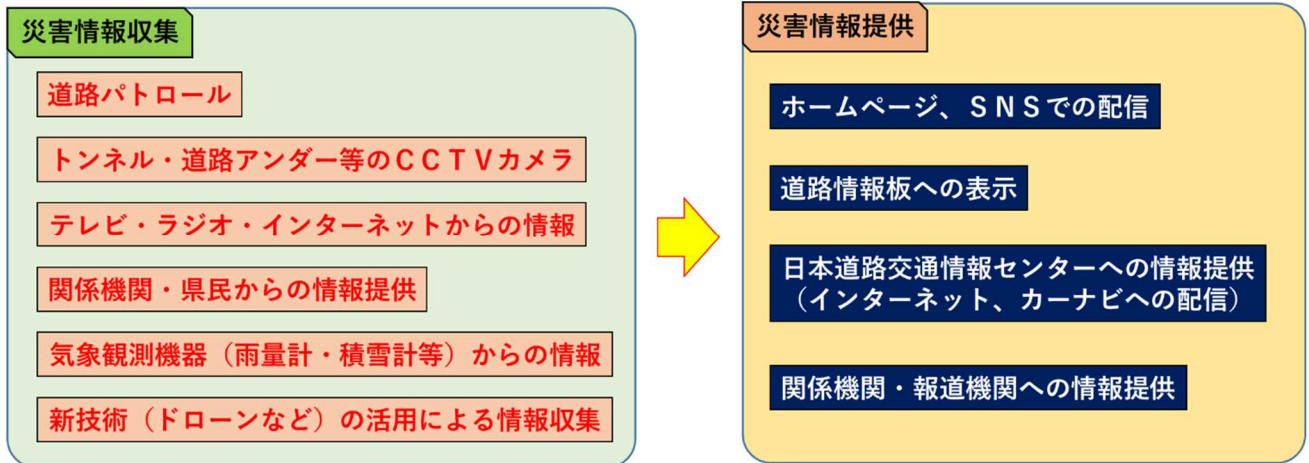 災害情報収集
道路パトロール
トンネル・道路アンダー等のＣＣＴＶカメラ
テレビ・ラジオ・インターネットからの情報
関係機関・県民からの情報提供
気象観測機器（雨量計・積雪計等）からの情報
新技術（ドローンなど）の活用による情報収集
災害情報提供
ホームページ、ＳＮＳでの配信
道路情報板への表示
日本道路交通情報センターへの情報提供
（インターネット、カーナビへの配信）
関係機関・報道機関への情報提供